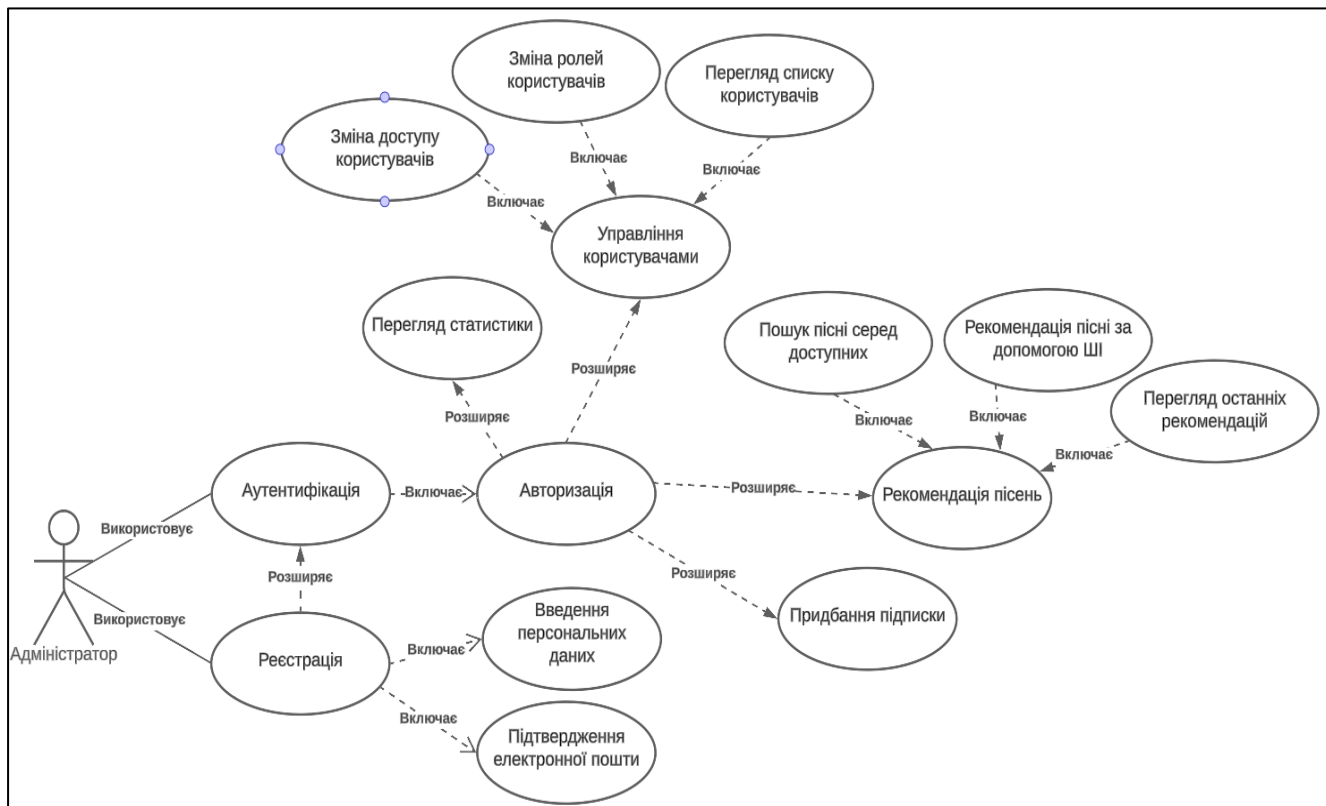 Зміна ролей
користувачів
Перегляд списку
користувачів
Зміна доступу
користувачів
Включає
Включає
Включає
Управління
користувачами
Перегляд статистики
Розширяє
Розширяє
Пошук пісні серед
доступних
Рекомендація пісні за
допомогою ШІ
Перегляд останніх
рекомендацій
Включає
Включає
Включає
Аутентифікація
Включає
Авторизація
Розширяє
Рекомендація пісень
Використовує
Розширяє
Розширяє
Використовує
Адміністратор
Реєстрація
Включає
Введення
персональних
даних
Придбання підписки
Включає
Підтвердження
електронної пошти